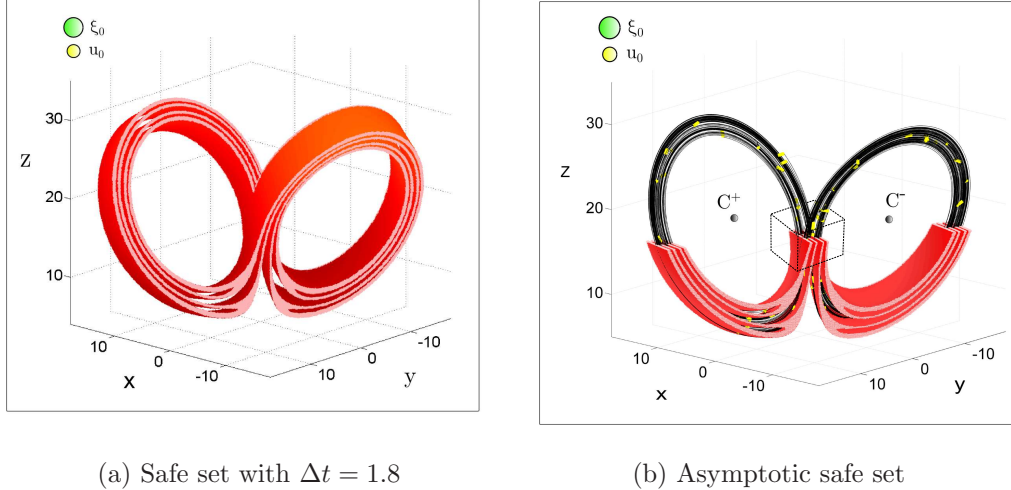 ξ₀
u₀
z
30
20
10
10
0
-10
x
10
0
-10
y
ξ₀
u₀
z
30
20
10
C⁺
C⁻
10
0
-10
x
10
0
-10
y
(a) Safe set with Δt = 1.8
(b) Asymptotic safe set